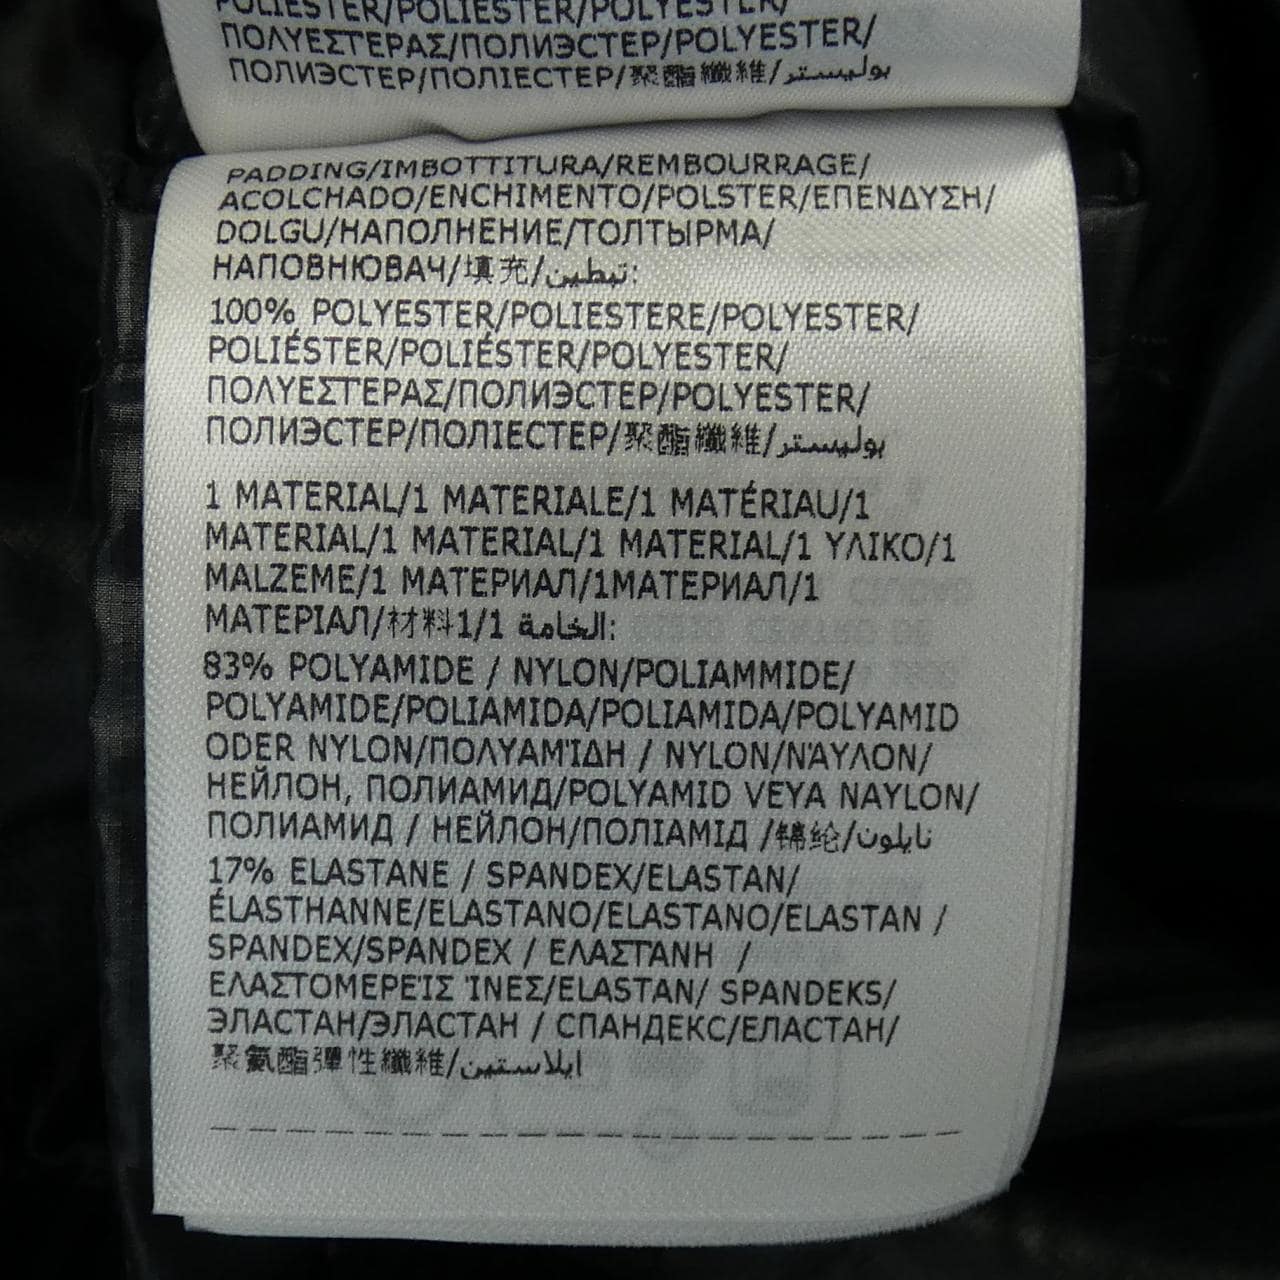 POLIÉSTER/POLIÉSTER/POLYESTER/
ΠΟΛΥΕΣΤΕΡΑΣ/ПОЛИЭСТЕР/POLYESTER/
ПОЛИЭСТЕР/ПОЛІЕСТЕР/聚酯纖維/بوليستر
PADDING/IMBOTTITURA/REMBOURRAGE/
ACOLCHADO/ENCHIMENTO/POLSTER/ΕΠΕΝΔΥΣΗ/
DOLGU/НАПОЛНЕНИЕ/ТОЛТЫРМА/
НАПОВНЮВАЧ/填充/تبطين:
100% POLYESTER/POLIESTERE/POLYESTER/
POLIÉSTER/POLIÉSTER/POLYESTER/
ΠΟΛΥΕΣΤΕΡΑΣ/ПОЛИЭСТЕР/POLYESTER/
ПОЛИЭСТЕР/ПОЛІЕСТЕР/聚酯纖維/بوليستر
1 MATERIAL/1 MATERIALE/1 MATÉRIAU/1
MATERIAL/1 MATERIAL/1 MATERIAL/1 ΥΛΙΚΟ/1
MALZEME/1 МАТЕРИАЛ/1МАТЕРИАЛ/1
МАТЕРІАЛ/材料1/1 الخامة:
83% POLYAMIDE / NYLON/POLIAMMIDE/
POLYAMIDE/POLIAMIDA/POLIAMIDA/POLYAMID
ODER NYLON/ΠΟΛΥΑΜΊΔΗ / NYLON/ΝΆΥΛΟΝ/
НЕЙЛОН, ПОЛИАМИД/POLYAMID VEYA NAYLON/
ПОЛИАМИД / НЕЙЛОН/ПОЛІАМІД /锦纶/نايلون
17% ELASTANE / SPANDEX/ELASTAN/
ÉLASTHANNE/ELASTANO/ELASTANO/ELASTAN /
SPANDEX/SPANDEX / ΕΛΑΣΤΆΝΗ /
ΕΛΑΣΤΟΜΕΡΕΊΣ ΊΝΕΣ/ELASTAN/ SPANDEKS/
ЭЛАСТАН/ЭЛАСТАН / СПАНДЕКС/ЕЛАСТАН/
聚氨酯彈性纖維/ايلاستين